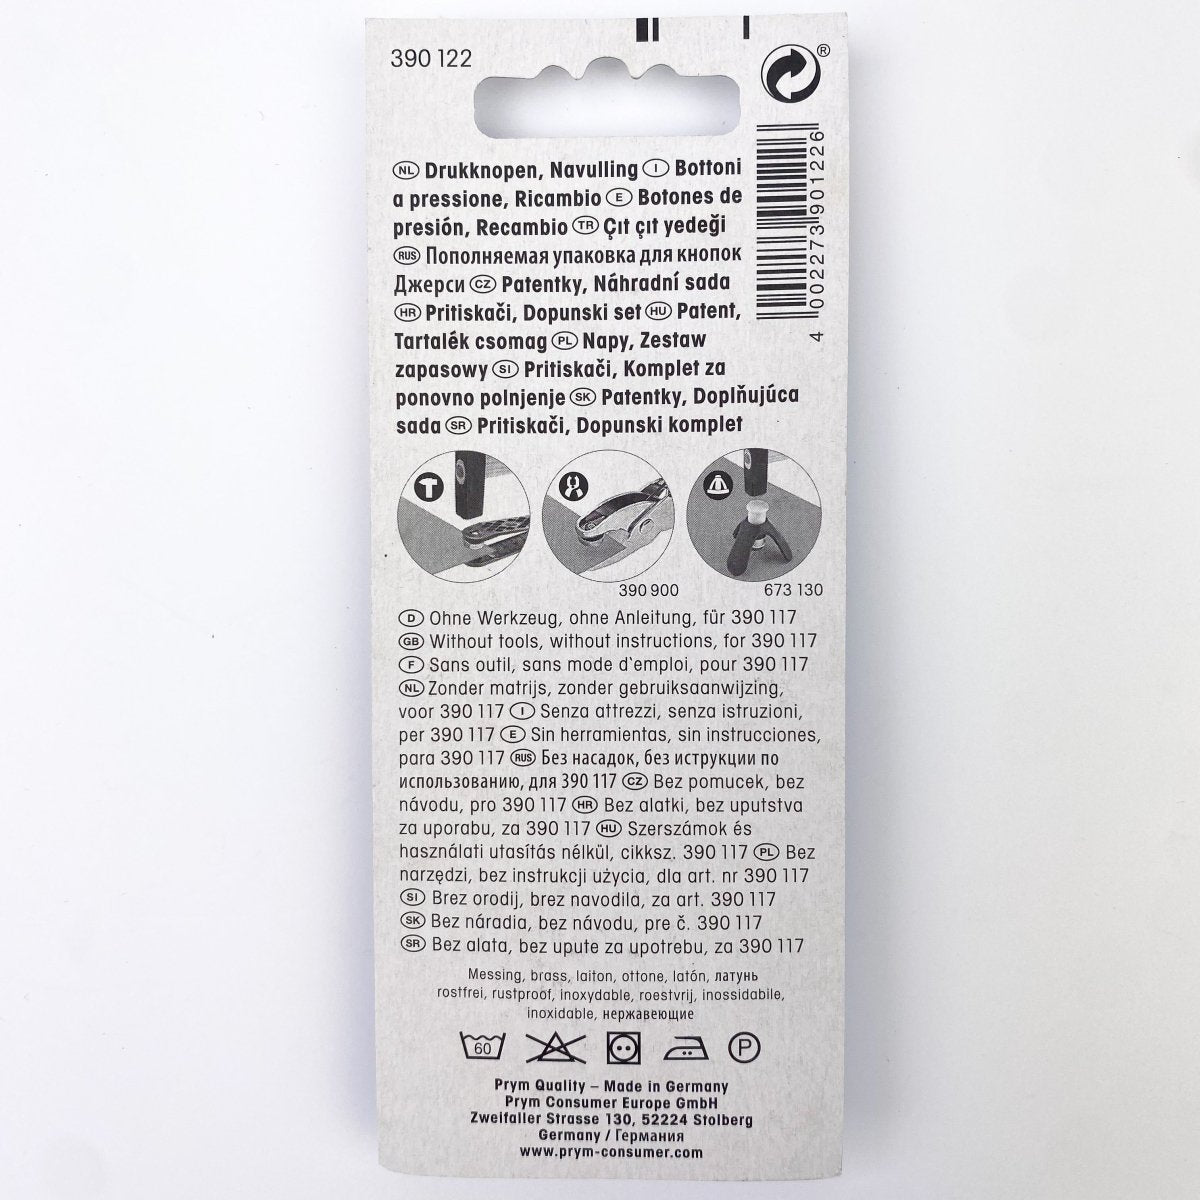 390 122
®
NL Drukknopen, Navulling I Bottoni
a pressione, Ricambio E Botones de
presión, Recambio TR Çıt çıt yedeği
RUS Пополняемая упаковка для кнопок
Джерси CZ Patentky, Náhradní sada
HR Pritiskači, Dopunski set HU Patent,
Tartalék csomag PL Napy, Zestaw
zapasowy SI Pritiskači, Komplet za
ponovno polnjenje SK Patentky, Doplňujúca
sada SR Pritiskači, Dopunski komplet
4 002273 901226
390 900
673 130
D Ohne Werkzeug, ohne Anleitung, für 390 117
GB Without tools, without instructions, for 390 117
F Sans outil, sans mode d'emploi, pour 390 117
NL Zonder matrijs, zonder gebruiksaanwijzing,
voor 390 117 I Senza attrezzi, senza istruzioni,
per 390 117 E Sin herramientas, sin instrucciones,
para 390 117 RUS Без насадок, без иструкции по
использованию, для 390 117 CZ Bez pomucek, bez
návodu, pro 390 117 HR Bez alatki, bez uputstva
za uporabu, za 390 117 HU Szerszámok és
használati utasítás nélkül, cikksz. 390 117 PL Bez
narzędzi, bez instrukcji użycia, dla art. nr 390 117
SI Brez orodij, brez navodila, za art. 390 117
SK Bez náradia, bez návodu, pre č. 390 117
SR Bez alata, bez upute za upotrebu, za 390 117
Messing, brass, laiton, ottone, latón, латунь
rostfrei, rustproof, inoxydable, roestvrij, inossidabile,
inoxidable, нержавеющие
60
P
Prym Quality – Made in Germany
Prym Consumer Europe GmbH
Zweifaller Strasse 130, 52224 Stolberg
Germany / Германия
www.prym-consumer.com